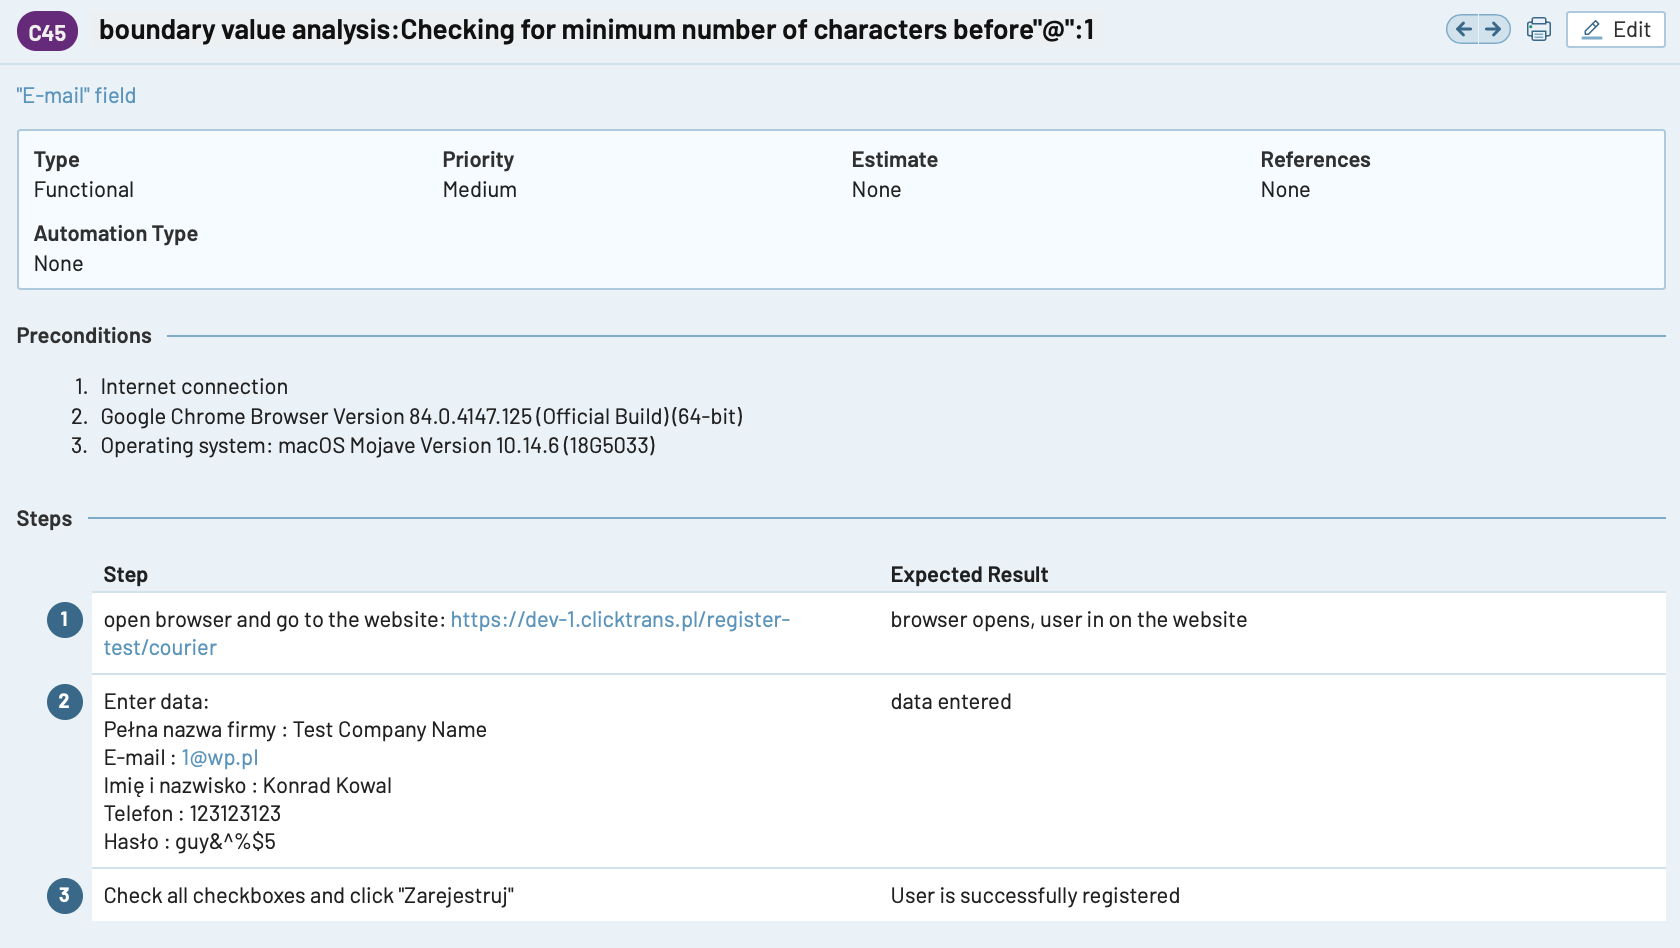 C45 boundary value analysis:Checking for minimum number of characters before"@":1
Edit
"E-mail" field
Type Priority Estimate References
Functional Medium None None
Automation Type
None
Preconditions
1. Internet connection
2. Google Chrome Browser Version 84.0.4147.125 (Official Build) (64-bit)
3. Operating system: macOS Mojave Version 10.14.6 (18G5033)
Steps
Step Expected Result
1 open browser and go to the website: https://dev-1.clicktrans.pl/register- browser opens, user in on the website
test/courier
2 Enter data: data entered
Pełna nazwa firmy : Test Company Name
E-mail : 1@wp.pl
Imię i nazwisko : Konrad Kowal
Telefon : 123123123
Hasło : guy&^%$5
3 Check all checkboxes and click "Zarejestruj" User is successfully registered